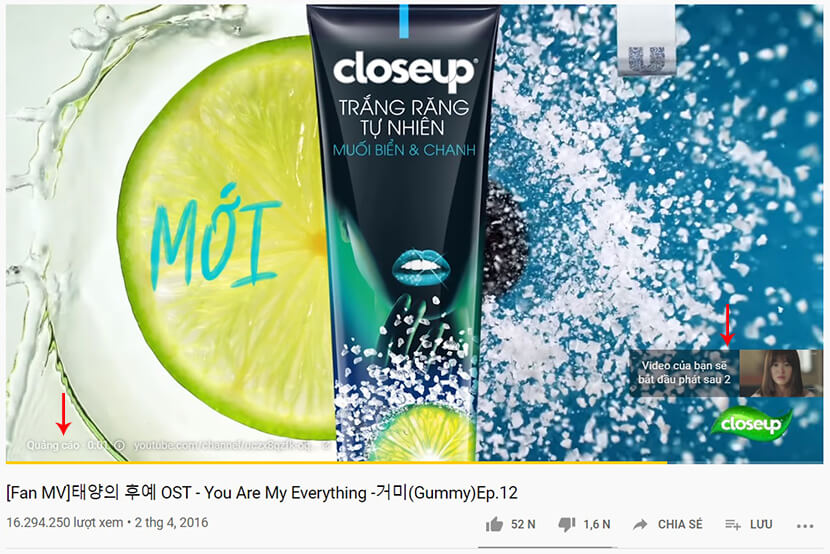 closeup
TRẮNG RĂNG
TỰ NHIÊN
MUỐI BIỂN & CHANH
MỚI
Video của bạn sẽ
bắt đầu phát sau 2
closeup
Quảng cáo · 0:01
[Fan MV]태양의 후예 OST - You Are My Everything -거미(Gummy)Ep.12
16.294.250 lượt xem • 2 thg 4, 2016
52 N
1,6 N
CHIA SẺ
LƯU